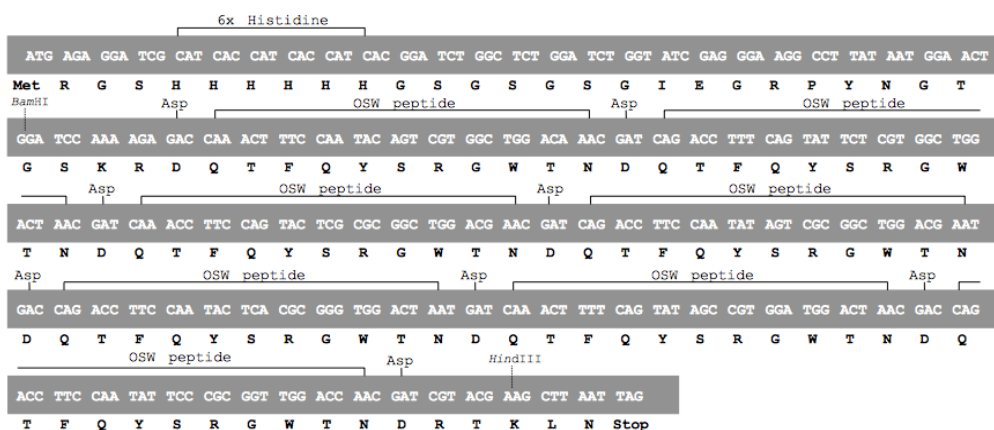 6x Histidine
ATG AGA GGA TCG CAT CAC CAT CAC CAT CAC GGA TCT GGC TCT GGA TCT GGT ATC GAG GGA AGG CCT TAT AAT GGA ACT
Met R G S H H H H H H G S G S G S G I E G R P Y N G T
BamHI Asp OSW peptide Asp OSW peptide
GGA TCC AAA AGA GAC CAA ACT TTC CAA TAC AGT CGT GGC TGG ACA AAC GAT CAG ACC TTT CAG TAT TCT CGT GGC TGG
G S K R D Q T F Q Y S R G W T N D Q T F Q Y S R G W
Asp OSW peptide Asp OSW peptide
ACT AAC GAT CAA ACC TTC CAG TAC TCG CGC GGC TGG ACG AAC GAT CAG ACC TTC CAA TAT AGT CGC GGC TGG ACG AAT
T N D Q T F Q Y S R G W T N D Q T F Q Y S R G W T N
Asp OSW peptide Asp OSW peptide Asp
GAC CAG ACC TTC CAA TAC TCA CGC GGG TGG ACT AAT GAT CAA ACT TTT CAG TAT AGC CGT GGA TGG ACT AAC GAC CAG
D Q T F Q Y S R G W T N D Q T F Q Y S R G W T N D Q
OSW peptide Asp HindIII
ACC TTC CAA TAT TCC CGC GGT TGG ACC AAC GAT CGT ACG AAG CTT AAT TAG
T F Q Y S R G W T N D R T K L N Stop